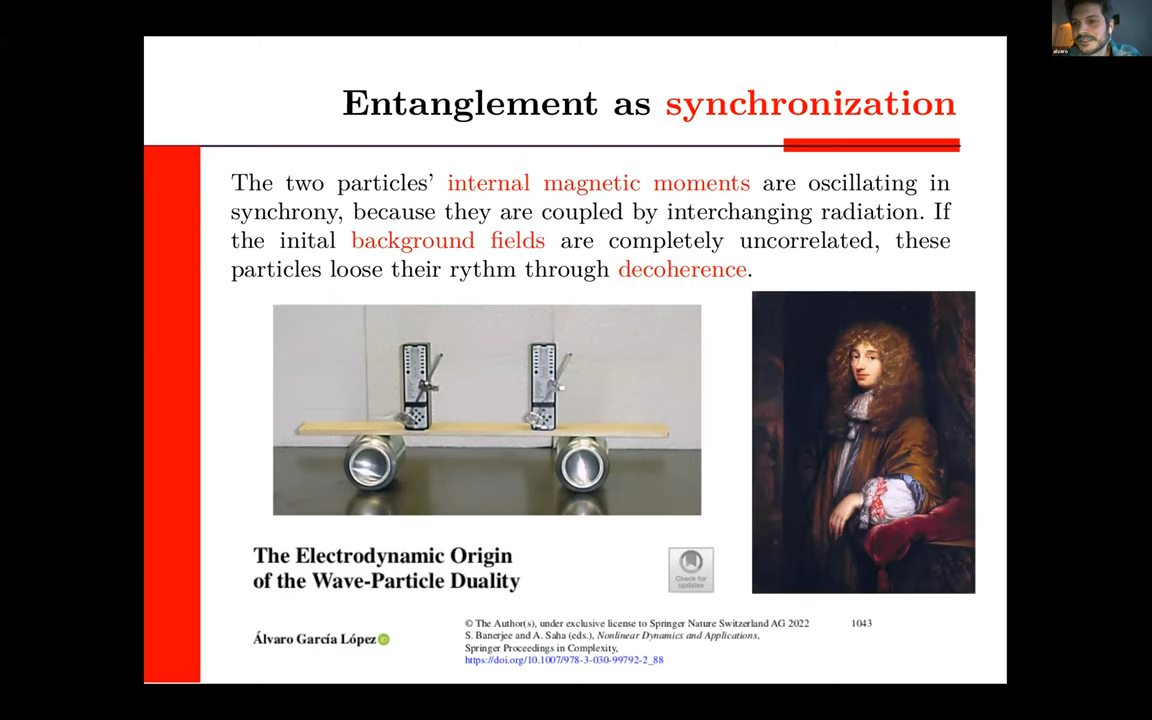 alvaro
Entanglement as synchronization
The two particles’ internal magnetic moments are oscillating in
synchrony, because they are coupled by interchanging radiation. If
the inital background fields are completely uncorrelated, these
particles loose their rythm through decoherence.
The Electrodynamic Origin
of the Wave-Particle Duality
Check for
updates
Álvaro García López
iD
© The Author(s), under exclusive license to Springer Nature Switzerland AG 2022
1043
S. Banerjee and A. Saha (eds.), Nonlinear Dynamics and Applications,
Springer Proceedings in Complexity,
https://doi.org/10.1007/978-3-030-99792-2_88